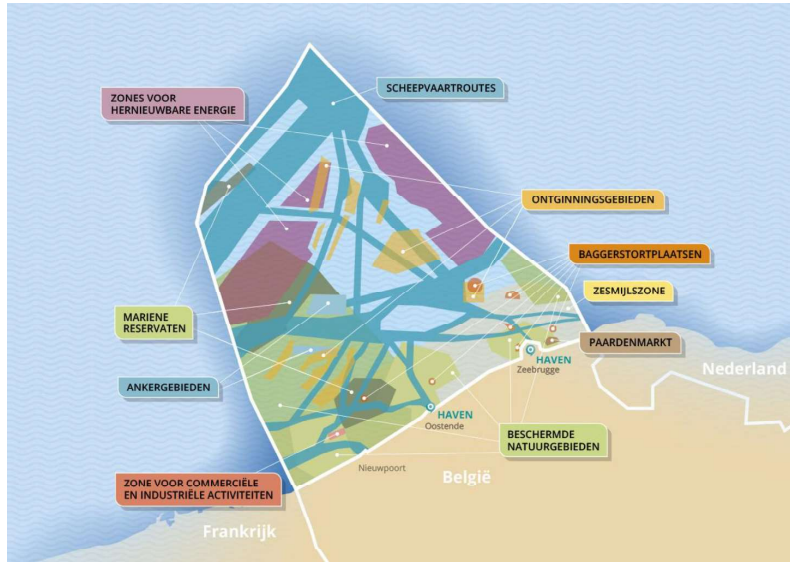 SCHEEPVAARTROUTES
ZONES VOOR
HERNIEUWBARE ENERGIE
ONTGINNINGSGEBIEDEN
BAGGERSTORTPLAATSEN
ZESMIJLSZONE
MARIENE
RESERVATEN
PAARDENMARKT
HAVEN
Zeebrugge
Nederland
ANKERGEBIEDEN
HAVEN
Oostende
BESCHERMDE
NATUURGEBIEDEN
Nieuwpoort
België
ZONE VOOR COMMERCIËLE
EN INDUSTRIËLE ACTIVITEITEN
Frankrijk